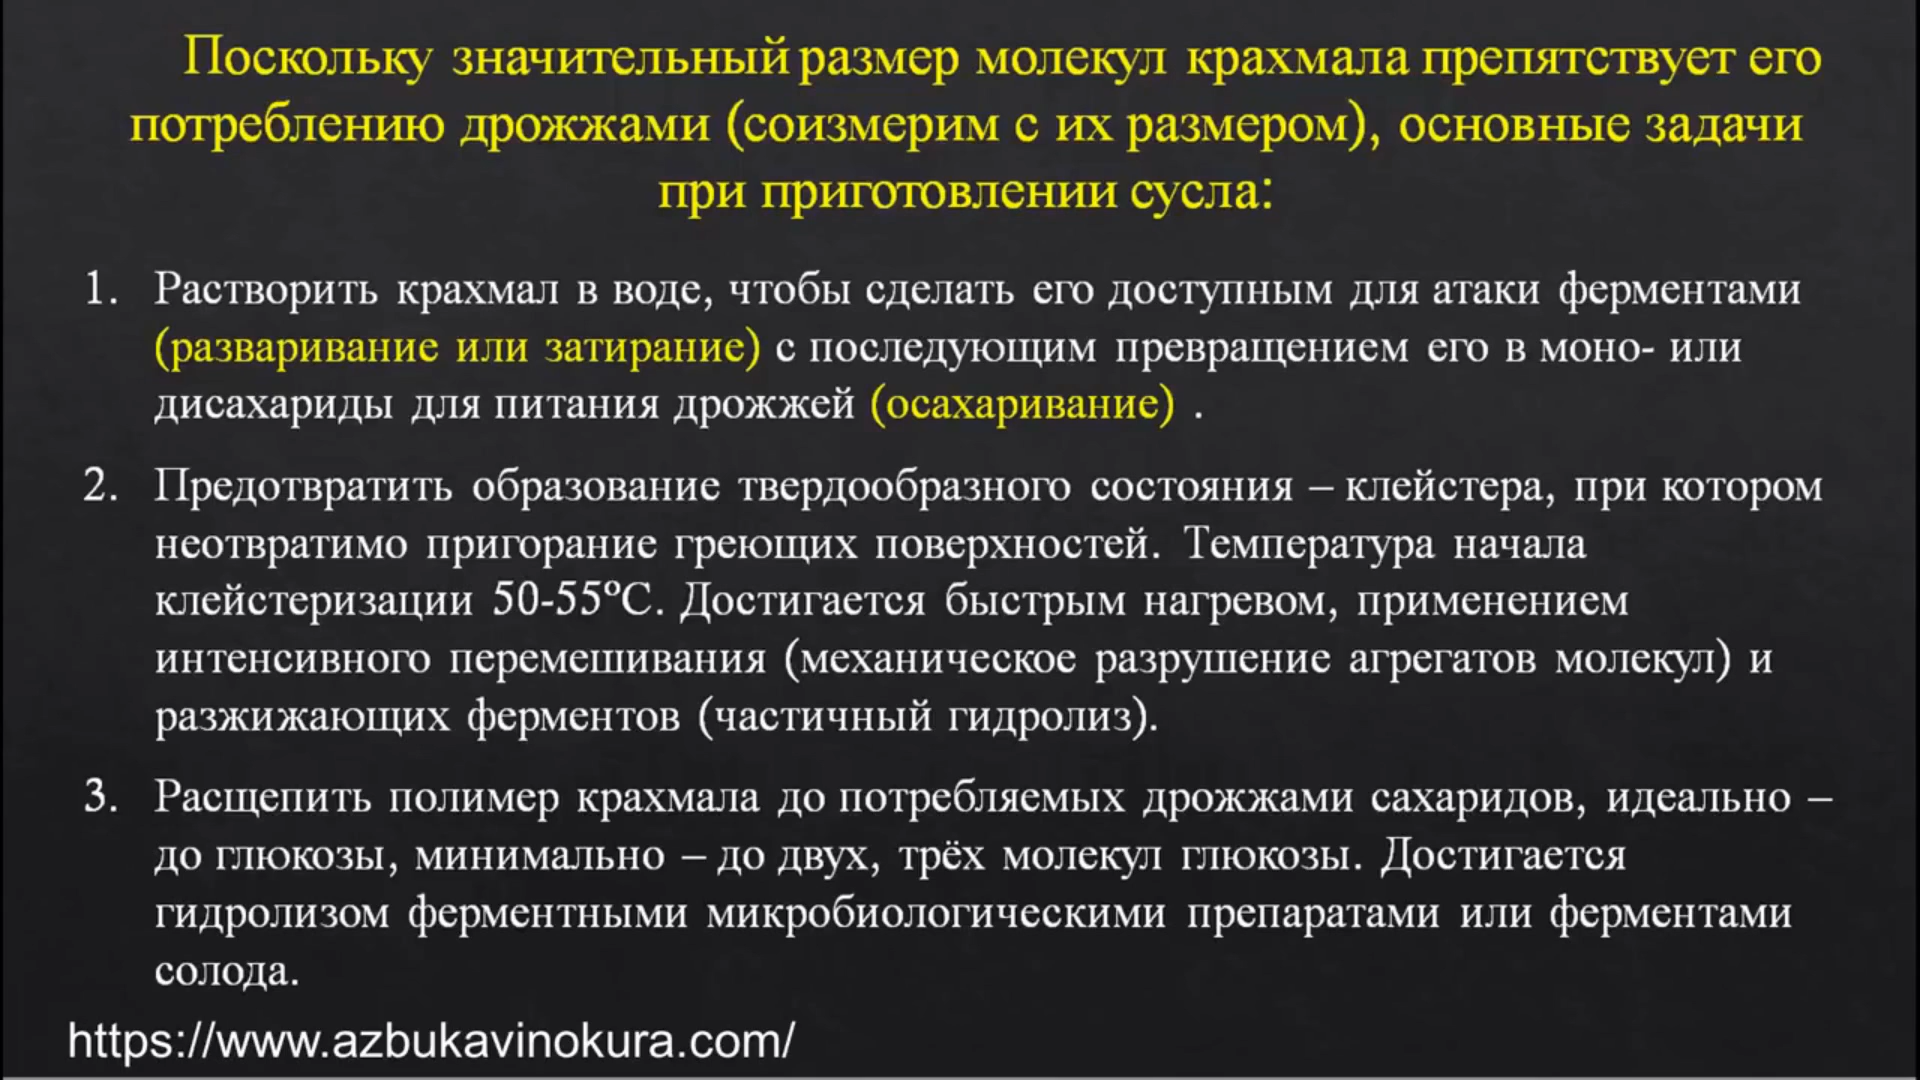 Поскольку значительный размер молекул крахмала препятствует его
потреблению дрожжами (соизмерим с их размером), основные задачи
при приготовлении сусла:
1. Растворить крахмал в воде, чтобы сделать его доступным для атаки ферментами
(разваривание или затирание) с последующим превращением его в моно- или
дисахариды для питания дрожжей (осахаривание) .
2. Предотвратить образование твердообразного состояния – клейстера, при котором
неотвратимо пригорание греющих поверхностей. Температура начала
клейстеризации 50-55ºС. Достигается быстрым нагревом, применением
интенсивного перемешивания (механическое разрушение агрегатов молекул) и
разжижающих ферментов (частичный гидролиз).
3. Расщепить полимер крахмала до потребляемых дрожжами сахаридов, идеально –
до глюкозы, минимально – до двух, трёх молекул глюкозы. Достигается
гидролизом ферментными микробиологическими препаратами или ферментами
солода.
https://www.azbukavinokura.com/